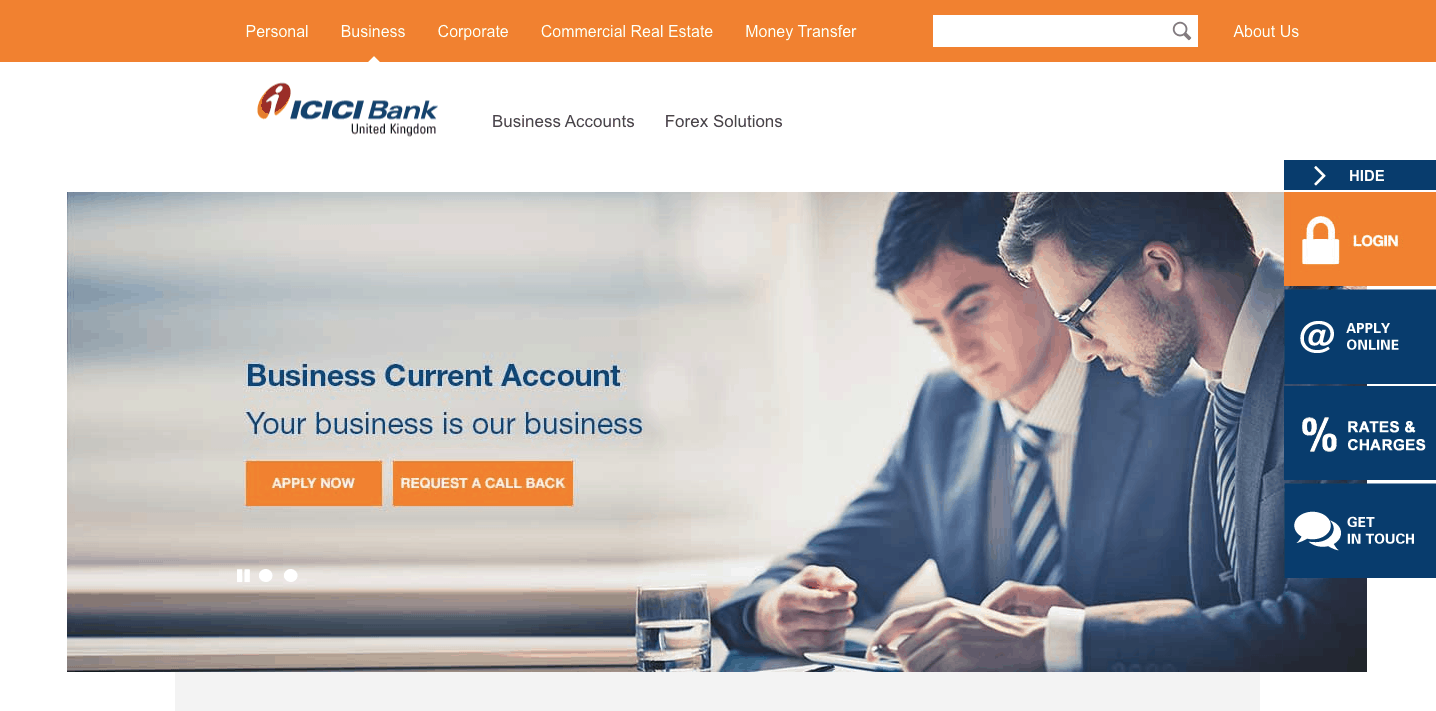 Personal Business Corporate Commercial Real Estate Money Transfer About Us
ICICI Bank
United Kingdom
Business Accounts Forex Solutions
HIDE
LOGIN
APPLY
ONLINE
RATES &
CHARGES
GET
IN TOUCH
Business Current Account
Your business is our business
APPLY NOW REQUEST A CALL BACK